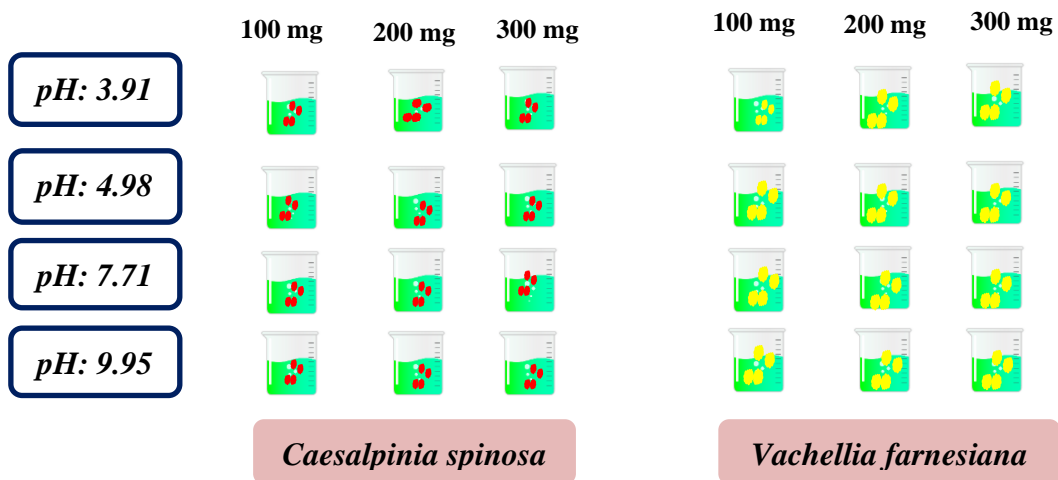 100 mg 200 mg 300 mg 100 mg 200 mg 300 mg
pH: 3.91
pH: 4.98
pH: 7.71
pH: 9.95
Caesalpinia spinosa Vachellia farnesiana